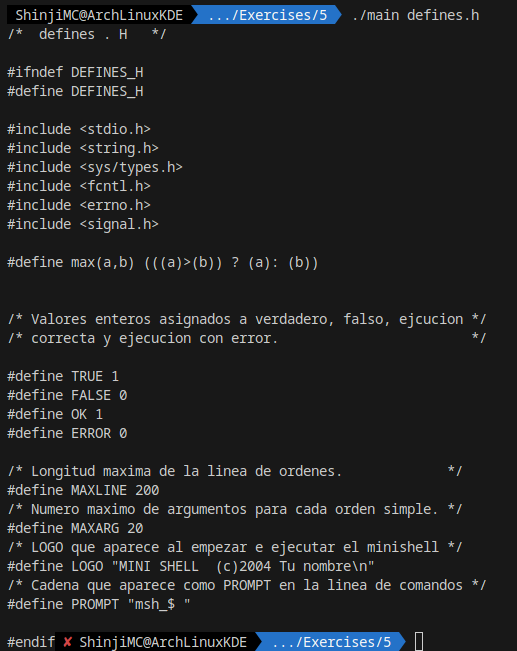 ShinjiMC@ArchLinuxKDE .../Exercises/5 ./main defines.h
/*  defines . H   */
#ifndef DEFINES_H
#define DEFINES_H
#include <stdio.h>
#include <string.h>
#include <sys/types.h>
#include <fcntl.h>
#include <errno.h>
#include <signal.h>
#define max(a,b) (((a)>(b)) ? (a): (b))
/* Valores enteros asignados a verdadero, falso, ejcucion */
/* correcta y ejecucion con error.                        */
#define TRUE 1
#define FALSE 0
#define OK 1
#define ERROR 0
/* Longitud maxima de la linea de ordenes.             */
#define MAXLINE 200
/* Numero maximo de argumentos para cada orden simple. */
#define MAXARG 20
/* LOGO que aparece al empezar e ejecutar el minishell */
#define LOGO "MINI SHELL  (c)2004 Tu nombre\n"
/* Cadena que aparece como PROMPT en la linea de comandos */
#define PROMPT "msh_$ "
#endif ✘ ShinjiMC@ArchLinuxKDE .../Exercises/5